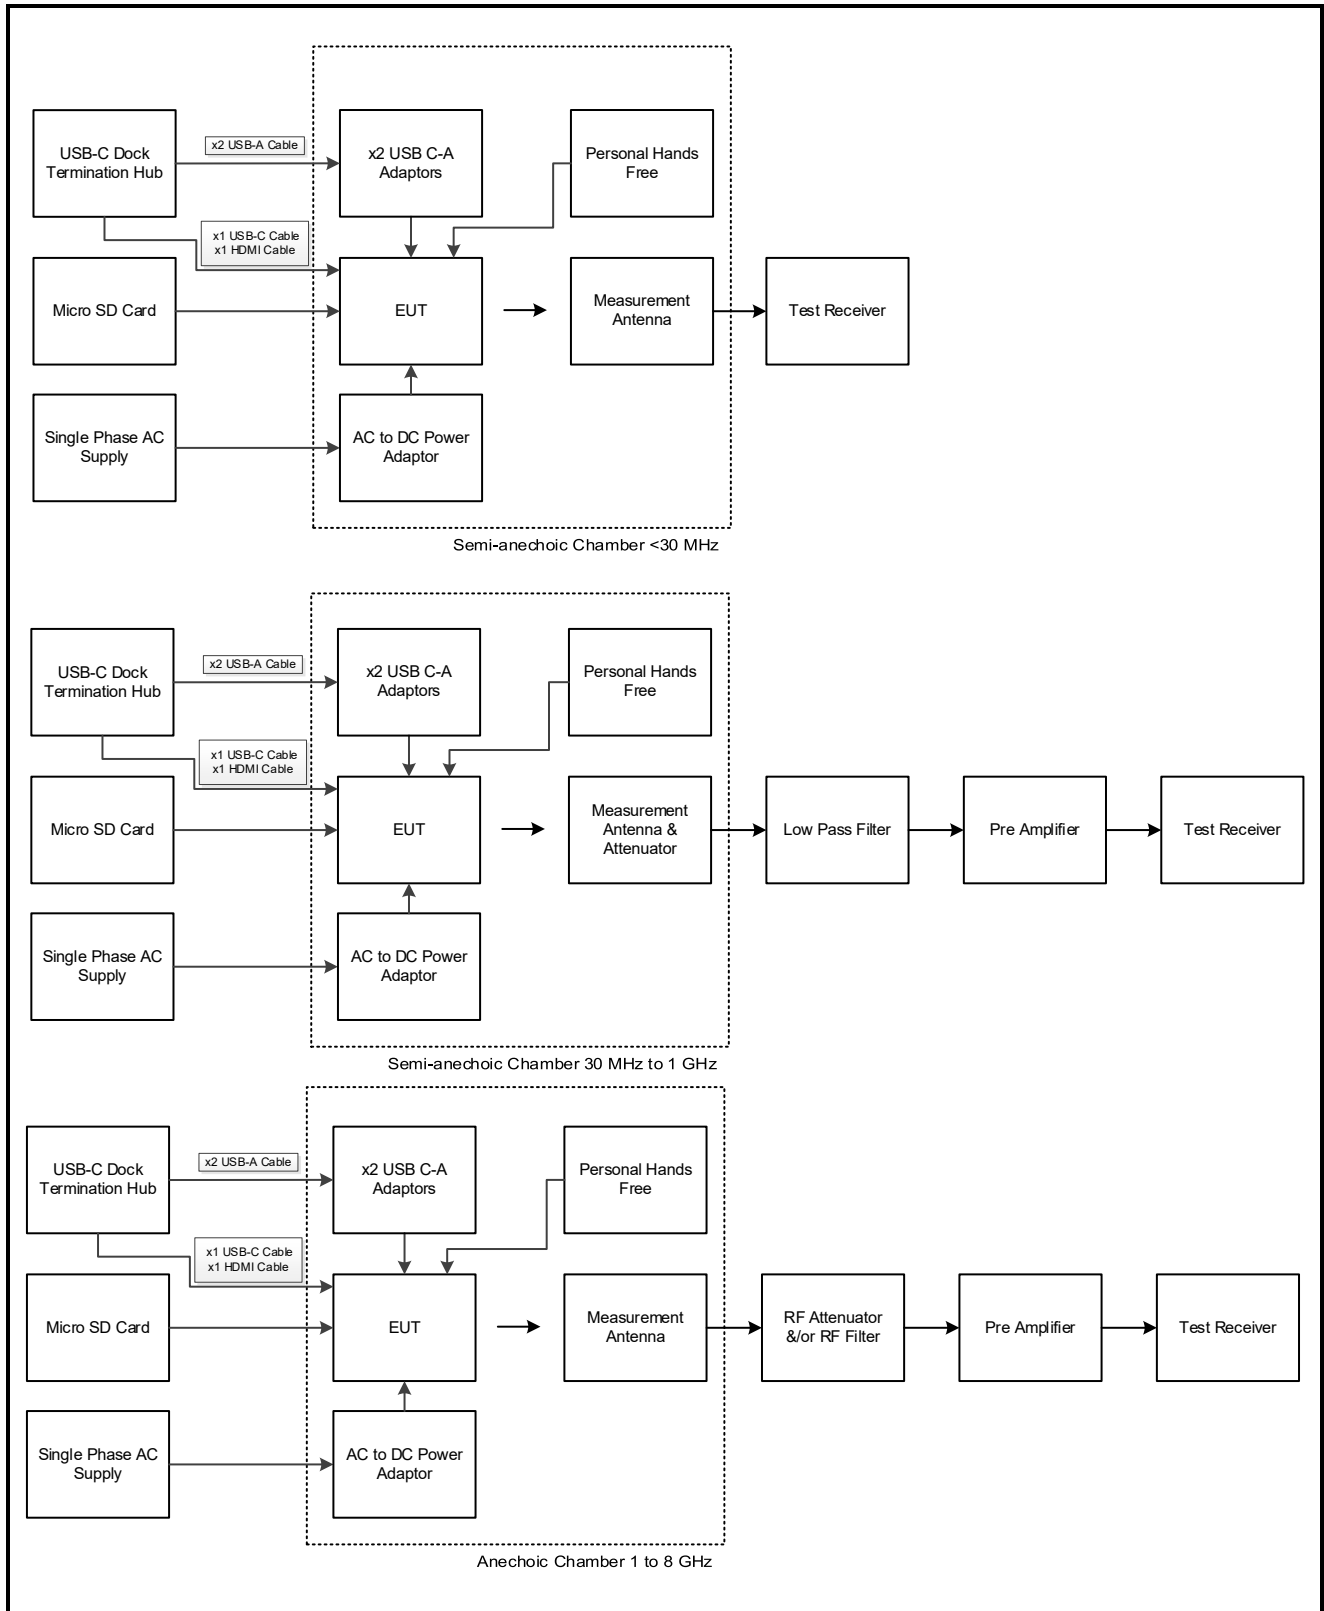 USB-C Dock
Termination Hub
x2 USB-A Cable
x2 USB C-A
Adaptors
Personal Hands
Free
x1 USB-C Cable
x1 HDMI Cable
Micro SD Card
EUT
Measurement
Antenna
Test Receiver
Single Phase AC
Supply
AC to DC Power
Adaptor
Semi-anechoic Chamber <30 MHz
USB-C Dock
Termination Hub
x2 USB-A Cable
x2 USB C-A
Adaptors
Personal Hands
Free
x1 USB-C Cable
x1 HDMI Cable
Micro SD Card
EUT
Measurement
Antenna &
Attenuator
Low Pass Filter
Pre Amplifier
Test Receiver
Single Phase AC
Supply
AC to DC Power
Adaptor
Semi-anechoic Chamber 30 MHz to 1 GHz
USB-C Dock
Termination Hub
x2 USB-A Cable
x2 USB C-A
Adaptors
Personal Hands
Free
x1 USB-C Cable
x1 HDMI Cable
Micro SD Card
EUT
Measurement
Antenna
RF Attenuator
&/or RF Filter
Pre Amplifier
Test Receiver
Single Phase AC
Supply
AC to DC Power
Adaptor
Anechoic Chamber 1 to 8 GHz